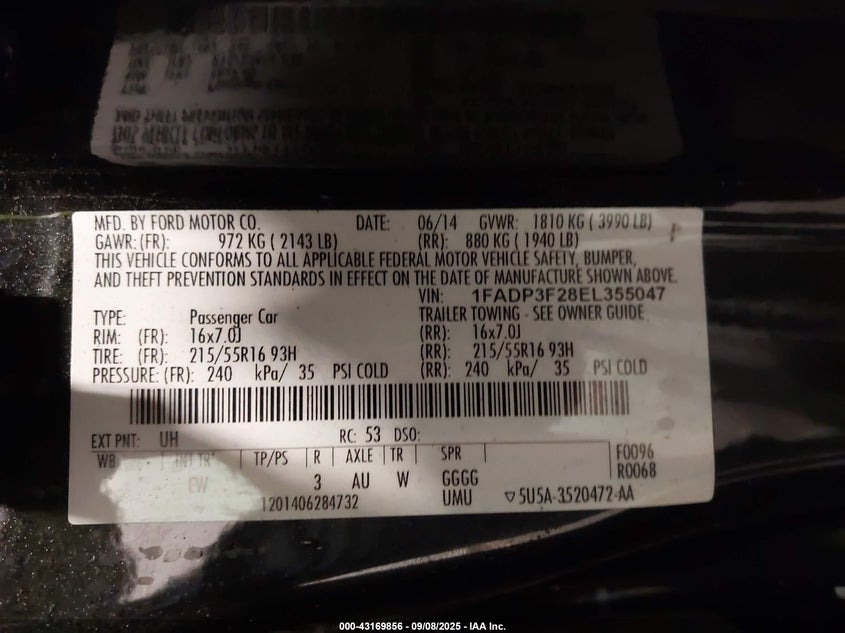 MFD. BY FORD MOTOR CO. DATE: 06/14 GVWR: 1810 KG ( 3990 LB)
GAWR:(FR): 972 KG ( 2143 LB) (RR): 880 KG ( 1940 LB)
THIS VEHICLE CONFORMS TO ALL APPLICABLE FEDERAL MOTOR VEHICLE SAFETY, BUMPER,
AND THEFT PREVENTION STANDARDS IN EFFECT ON THE DATE OF MANUFACTURE SHOWN ABOVE.
VIN: 1FADP3F28EL355047
TYPE: Passenger Car TRAILER TOWING - SEE OWNER GUIDE
RIM: (FR): 16x7.0J (RR): 16x7.0J
TIRE: (FR): 215/55R16 93H (RR): 215/55R16 93H
PRESSURE: (FR): 240 kPa/ 35 PSI COLD (RR): 240 kPa/ 35 PSI COLD
EXT PNT: UH RC: 53 DSO:
WB INT TR TP/PS R AXLE TR SPR F0096
EW 3 AU W GGGG R0068
1201406284732 UMU 5U5A-3520472-AA
000-43169856 - 09/08/2025 - IAA Inc.